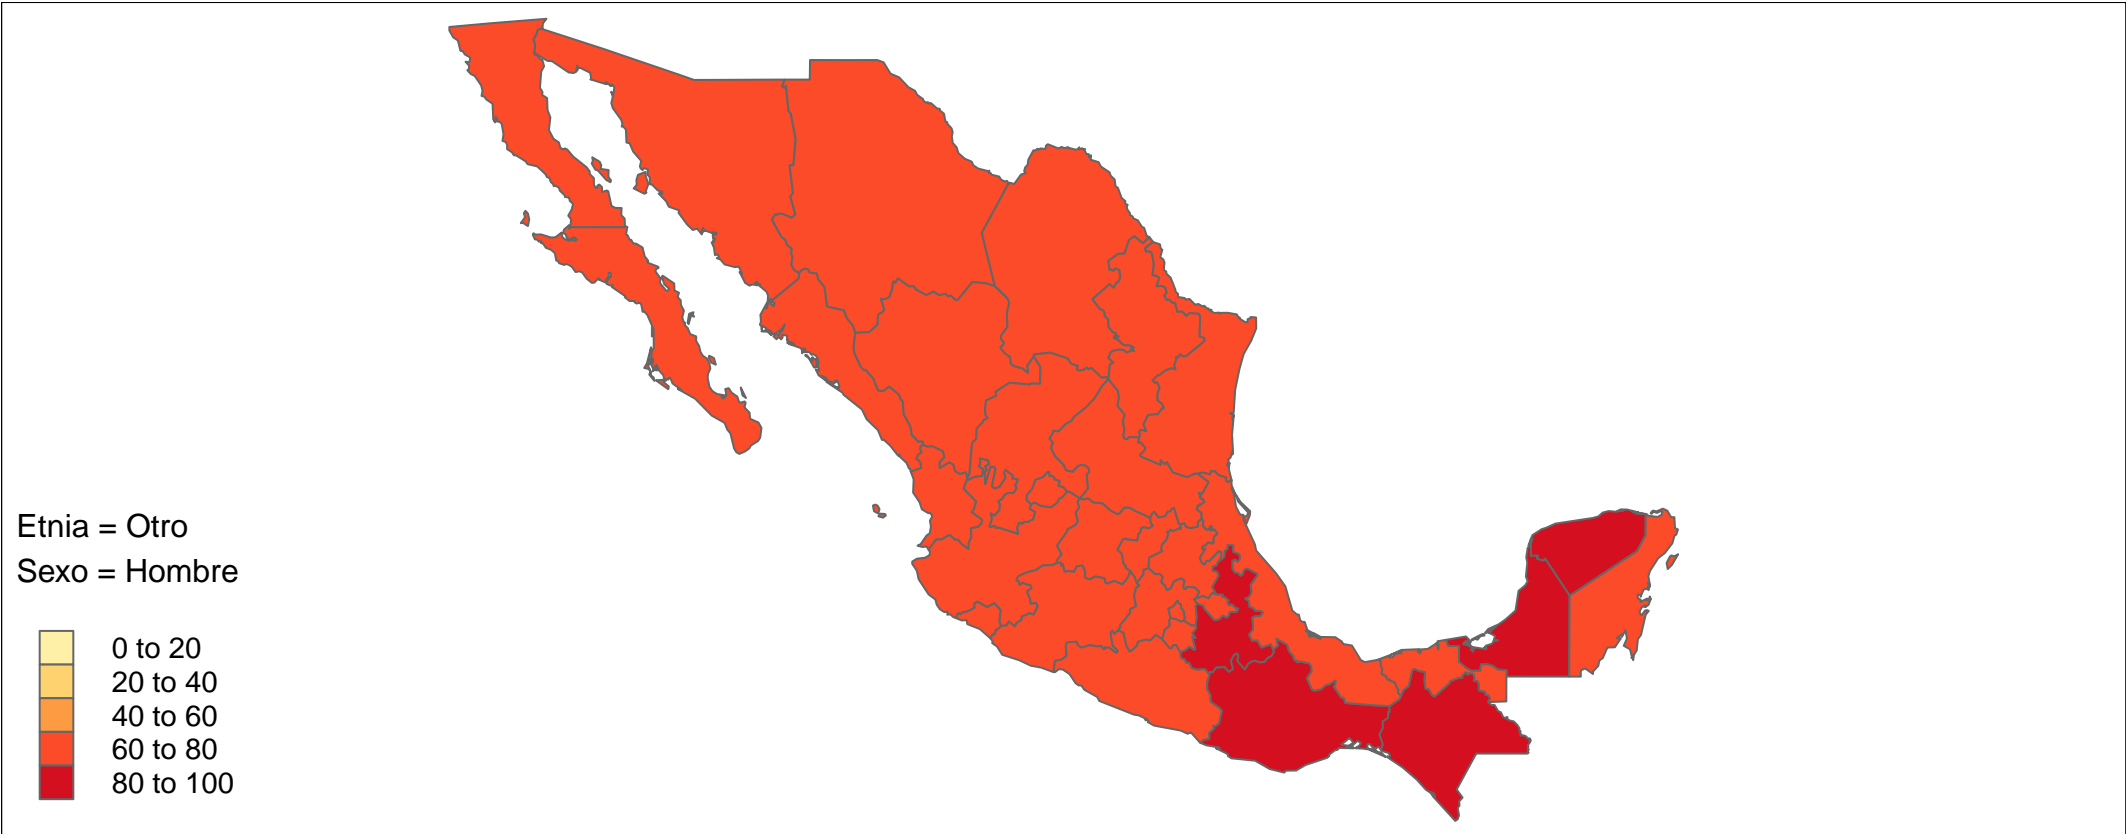 Etnia = Otro
Sexo = Hombre
0 to 20
20 to 40
40 to 60
60 to 80
80 to 100